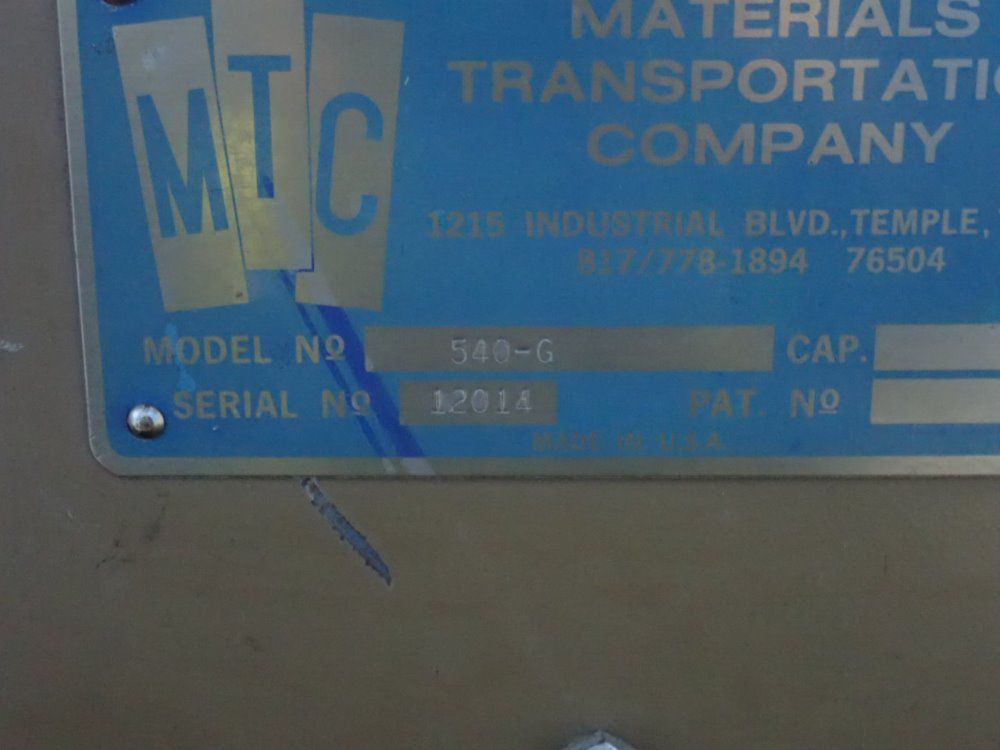 MTC
MATERIALS
TRANSPORTATIO
COMPANY
1215 INDUSTRIAL BLVD., TEMPLE,
817/778-1894 76504
MODEL Nº 540-G CAP.
SERIAL Nº 12014 PAT. Nº
MADE IN U.S.A.